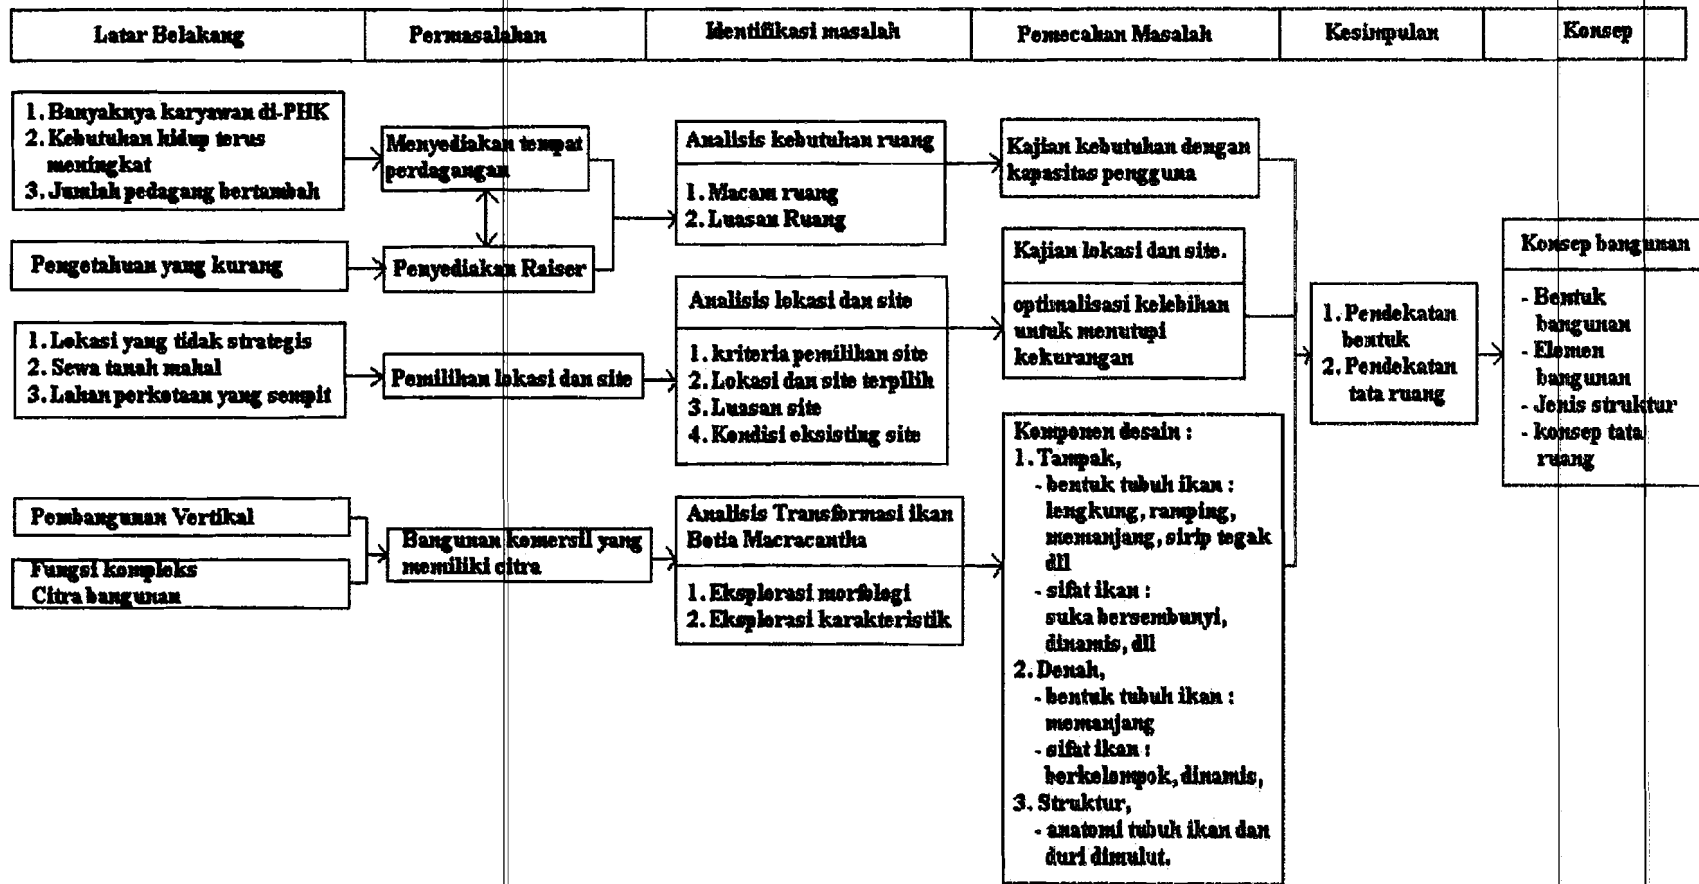 Latar Belakang
Permasalahan
Identifikasi masalah
Pemecahan Masalah
Kesimpulan
Konsep
1. Banyaknya karyawan di-PHK
2. Kebutuhan hidup terus
meningkat
3. Jumlah pedagang bertambah
Pengetahuan yang kurang
1. Lokasi yang tidak strategis
2. Sewa tanah mahal
3. Lahan perkotaan yang sempit
Pembangunan Vertikal
Fungsi kompleks
Citra bangunan
Menyediakan tempat
perdagangan
Penyediakan Raiser
Pemilihan lokasi dan site
Bangunan komersil yang
memiliki citra
Analisis kebutuhan ruang
1. Macam ruang
2. Luasan Ruang
Analisis lokasi dan site
1. kriteria pemilihan site
2. Lokasi dan site terpilih
3. Luasan site
4. Kondisi eksisting site
Analisis Transformasi ikan
Botia Macracantha
1. Eksplorasi morfologi
2. Eksplorasi karakteristik
Kajian kebutuhan dengan
kapasitas pengguna
Kajian lokasi dan site.
optimalisasi kelebihan
untuk menutupi
kekurangan
Komponen desain :
1. Tampak,
- bentuk tubuh ikan :
lengkung, ramping,
memanjang, sirip tegak
dll
- sifat ikan :
suka bersembunyi,
dinamis, dll
2. Denah,
- bentuk tubuh ikan :
memanjang
- sifat ikan :
berkelompok, dinamis,
3. Struktur,
- anatomi tubuh ikan dan
duri dimulut.
1. Pendekatan
bentuk
2. Pendekatan
tata ruang
Konsep bangunan
- Bentuk
bangunan
- Elemen
bangunan
- Jenis struktur
- konsep tata
ruang